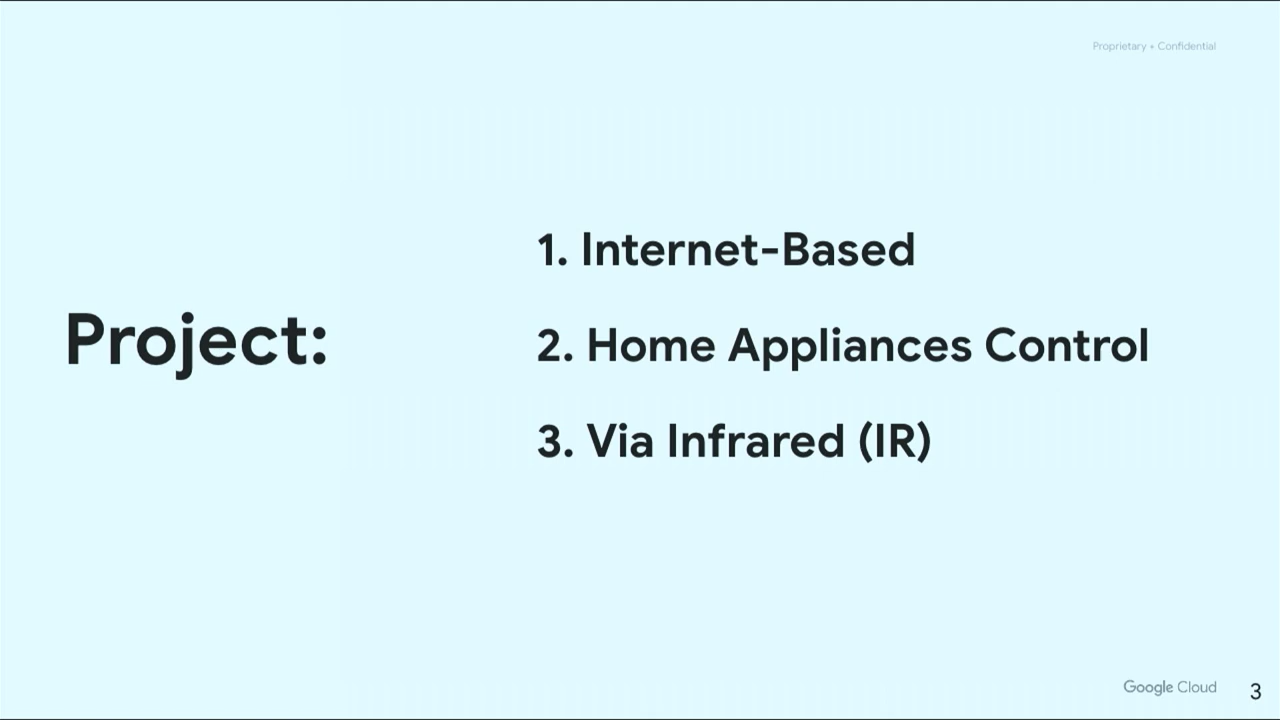 Proprietary + Confidential
Project:
1. Internet-Based
2. Home Appliances Control
3. Via Infrared (IR)
Google Cloud
3